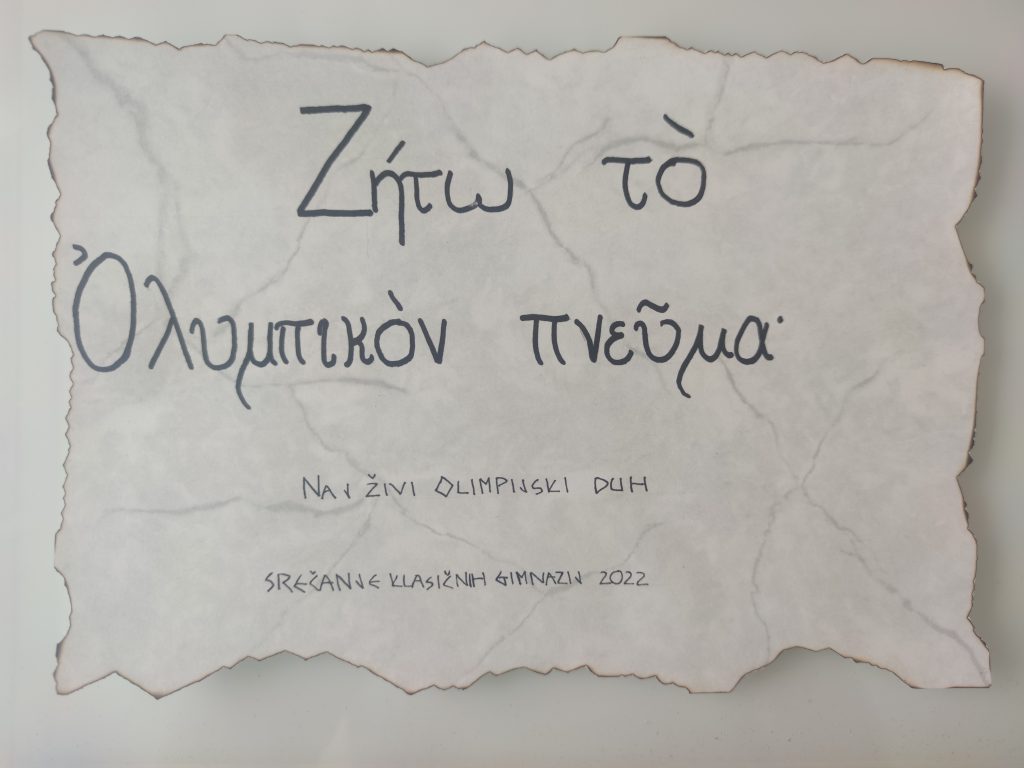 Ζήτω τὸ
Ὀλυμπικὸν πνεῦμα·
NAJ ŽIVI OLIMPIJSKI DUH
SREČANJE KLASIČNIH GIMNAZIJ 2022